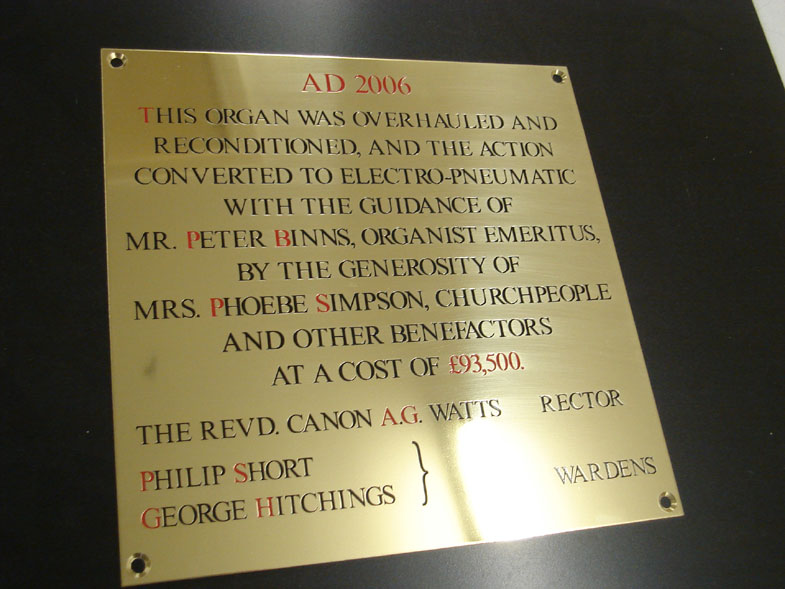 AD 2006
THIS ORGAN WAS OVERHAULED AND
RECONDITIONED, AND THE ACTION
CONVERTED TO ELECTRO-PNEUMATIC
WITH THE GUIDANCE OF
MR. PETER BINNS, ORGANIST EMERITUS,
BY THE GENEROSITY OF
MRS. PHOEBE SIMPSON, CHURCHPEOPLE
AND OTHER BENEFACTORS
AT A COST OF £93,500.
THE REVD. CANON A.G. WATTS RECTOR
PHILIP SHORT
GEORGE HITCHINGS } WARDENS